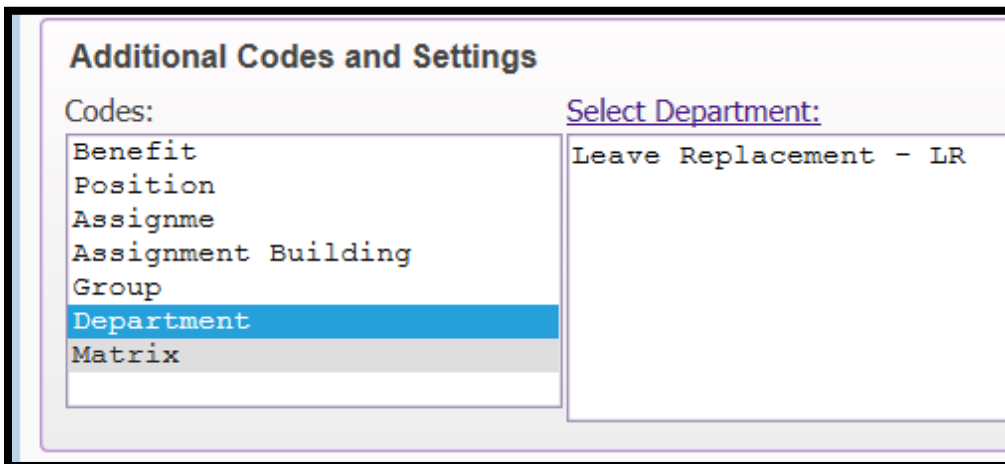 Additional Codes and Settings
Codes:
Select Department:
Benefit
Position
Assignme
Assignment Building
Group
Department
Matrix
Leave Replacement - LR